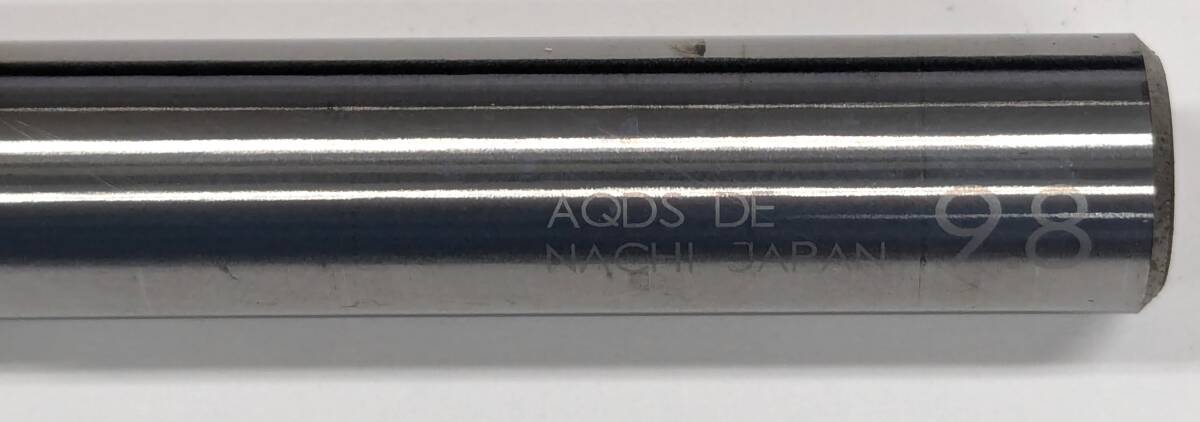 AQDS DE
NACHI JAPAN
98